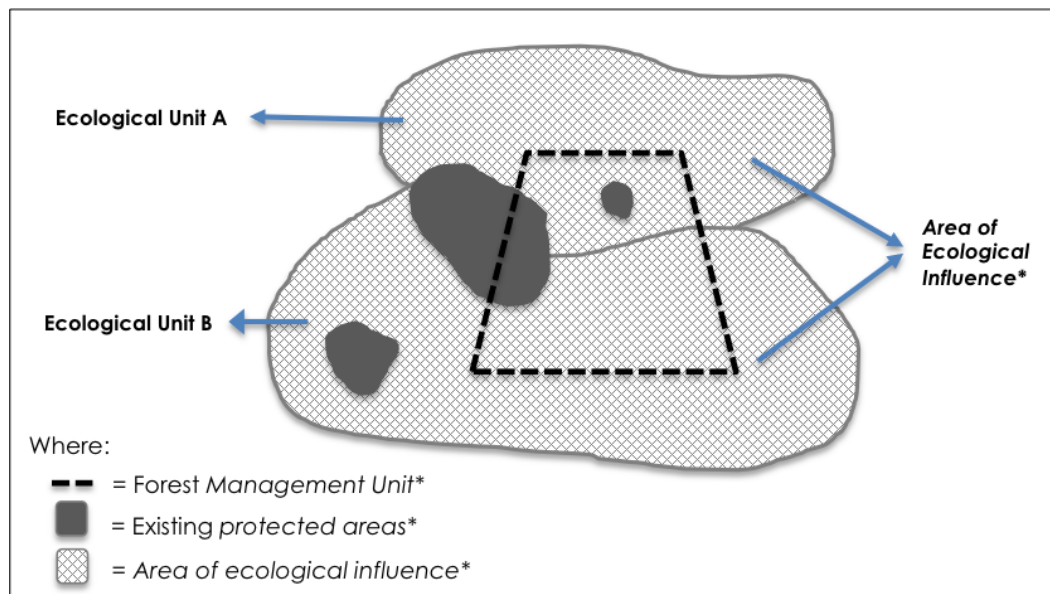 Ecological Unit A
Area of
Ecological
Influence*
Ecological Unit B
Where:
= Forest Management Unit*
= Existing protected areas*
= Area of ecological influence*